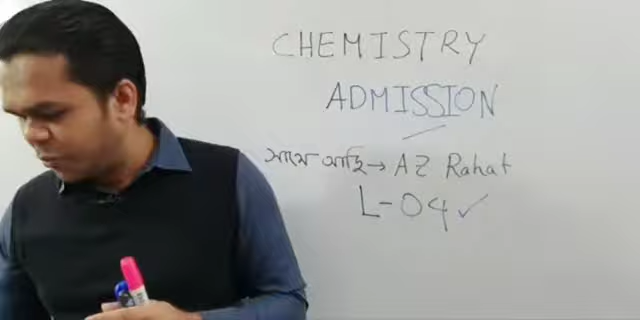 CHEMISTRY
ADMISSION
সাথে আছি → AZ Rahat
L-04 ✓